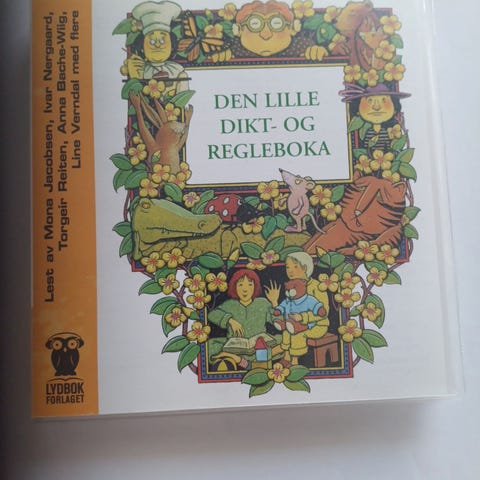 DEN LILLE
DIKT- OG
REGLEBOKA
Lest av Mona Jacobsen, Ivar Nergaard,
Torgeir Reiten, Anna Bache-Wiig,
Line Verndal med flere
LYDBOK
FORLAGET